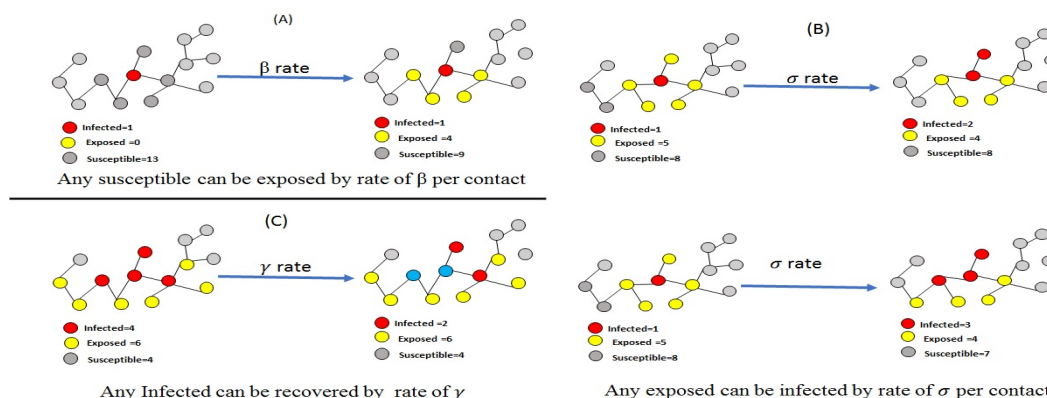 (A)
β rate
Infected=1
Exposed =0
Susceptible=13
Infected=1
Exposed =4
Susceptible=9
Any susceptible can be exposed by rate of β per contact
(B)
σ rate
Infected=1
Exposed =5
Susceptible=8
Infected=2
Exposed =4
Susceptible=8
(C)
γ rate
Infected=4
Exposed =6
Susceptible=4
Infected =2
Exposed =6
Susceptible=4
Any Infected can be recovered by rate of γ
σ rate
Infected=1
Exposed =5
Susceptible=8
Infected=3
Exposed =4
Susceptible=7
Any exposed can be infected by rate of σ per contact